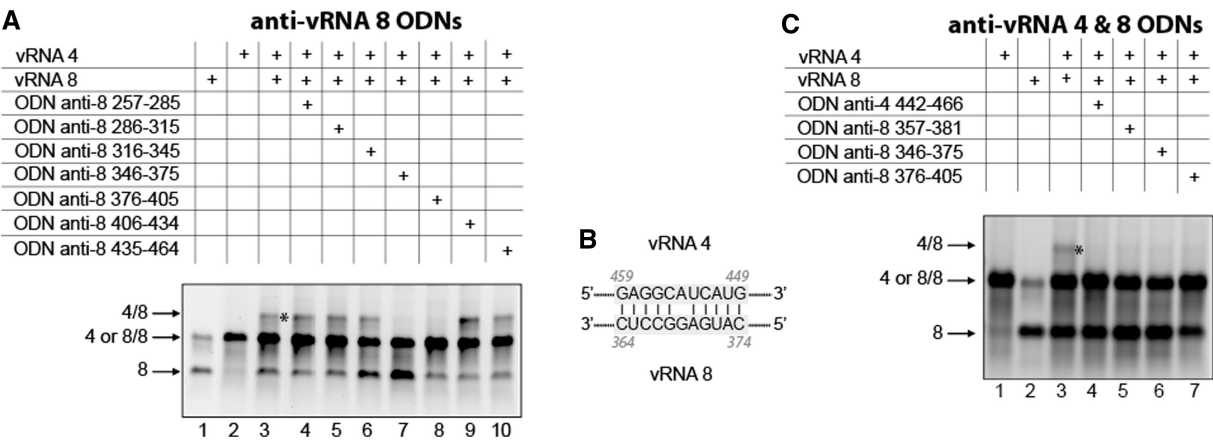 A
anti-vRNA 8 ODNs
vRNA 4 + + + + + + + + +
vRNA 8 + + + + + + + + +
ODN anti-8 257-285 +
ODN anti-8 286-315 +
ODN anti-8 316-345 +
ODN anti-8 346-375 +
ODN anti-8 376-405 +
ODN anti-8 406-434 +
ODN anti-8 435-464 +
4/8
*
4 or 8/8
8
1 2 3 4 5 6 7 8 9 10
B
vRNA 4
459 449
5' GAGGCAUCAUG 3'
3' CUCCGGAGUAC 5'
364 374
vRNA 8
C
anti-vRNA 4 & 8 ODNs
vRNA 4 + + + + + +
vRNA 8 + + + + + +
ODN anti-4 442-466 +
ODN anti-8 357-381 +
ODN anti-8 346-375 +
ODN anti-8 376-405 +
4/8
*
4 or 8/8
8
1 2 3 4 5 6 7